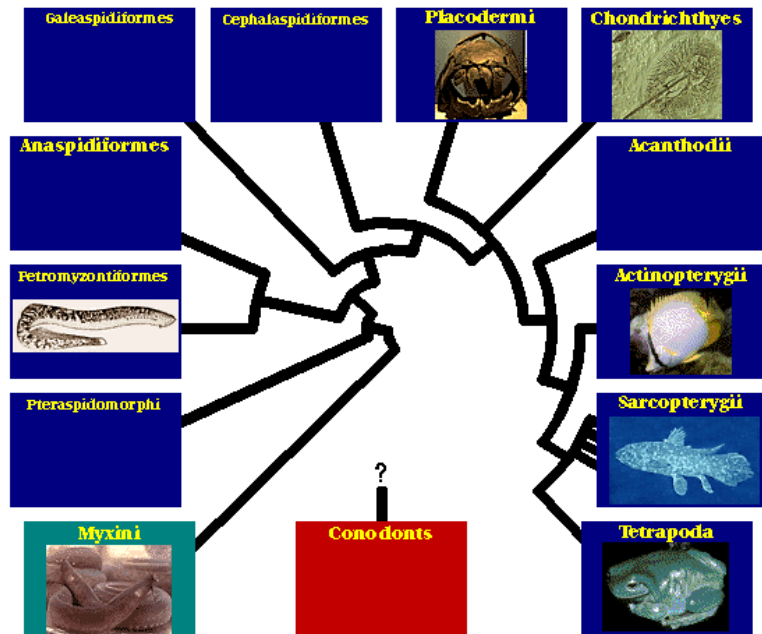 Galeaspidiformes
Cephalaspidiformes
Placodermi
Chondrichthyes
Anaspidiformes
Acanthodii
Petromyzontiformes
Actinopterygii
Pteraspidomorphi
Sarcopterygii
?
Myxini
Conodonts
Tetrapoda